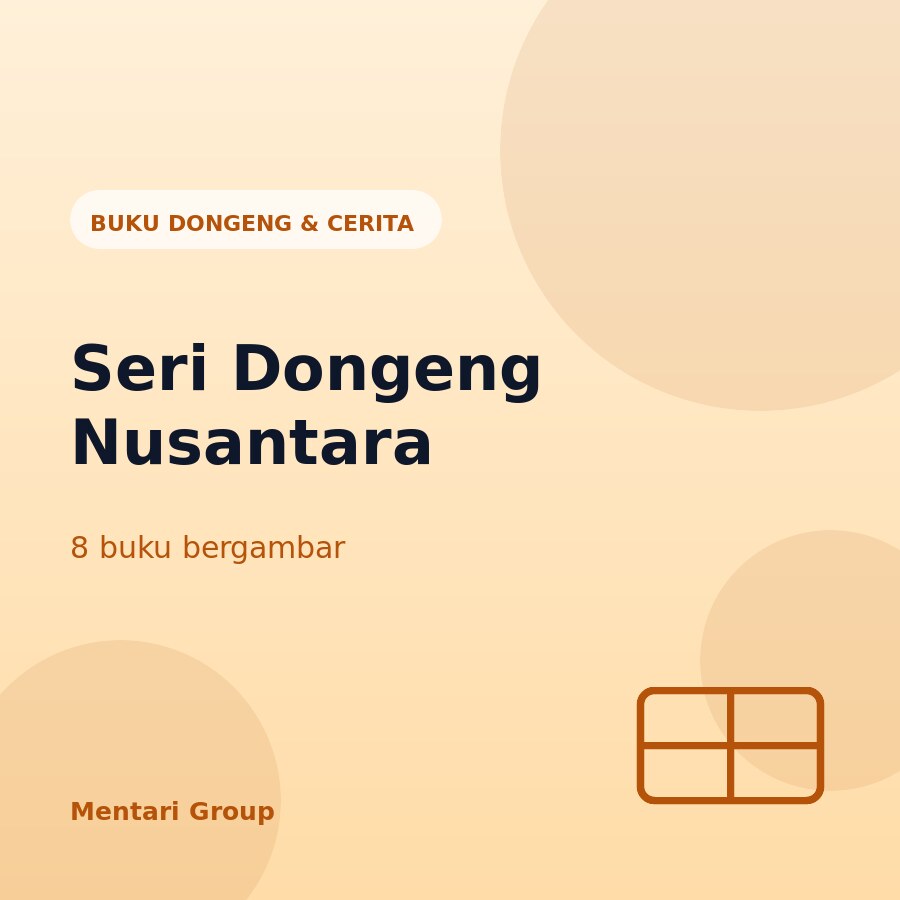 BUKU DONGENG & CERITA
Seri Dongeng
Nusantara
8 buku bergambar
Mentari Group